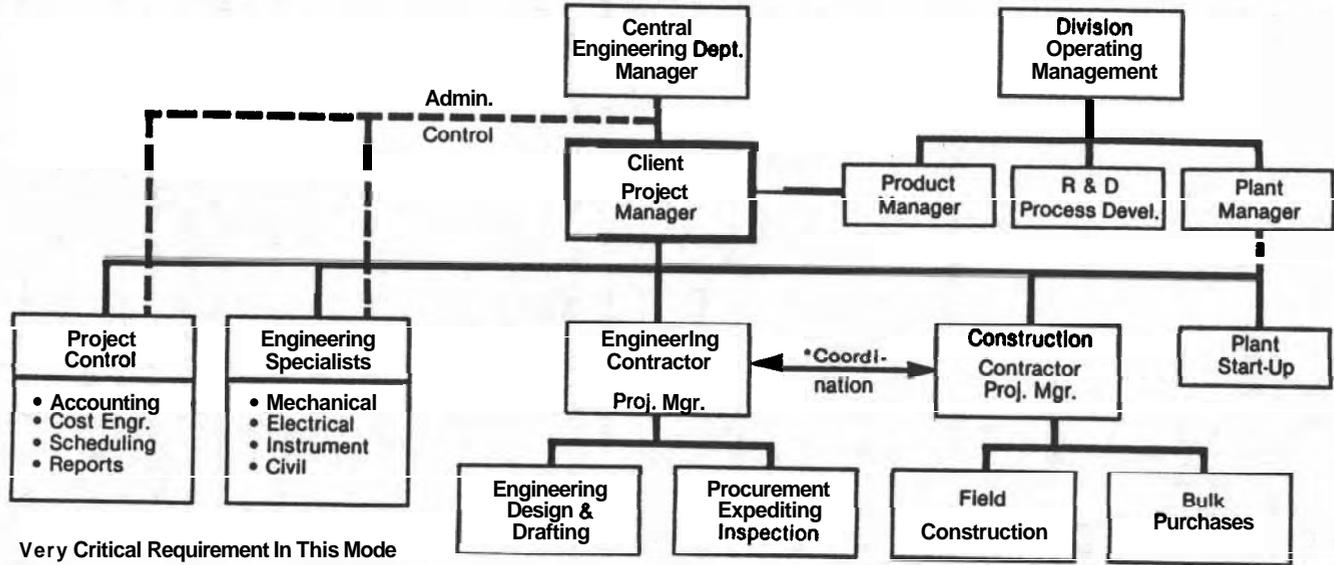 Central
Engineering Dept.
Manager
Division
Operating
Management
Admin.
Control
Client
Project
Manager
Product
Manager
R & D
Process Devel.
Plant
Manager
Project
Control
• Accounting
• Cost Engr.
• Scheduling
• Reports
Engineering
Specialists
• Mechanical
• Electrical
• Instrument
• Civil
Engineering
Contractor
Proj. Mgr.
*Coordi-
nation
Construction
Contractor
Proj. Mgr.
Plant
Start-Up
Engineering
Design &
Drafting
Procurement
Expediting
Inspection
Field
Construction
Bulk
Purchases
Very Critical Requirement In This Mode